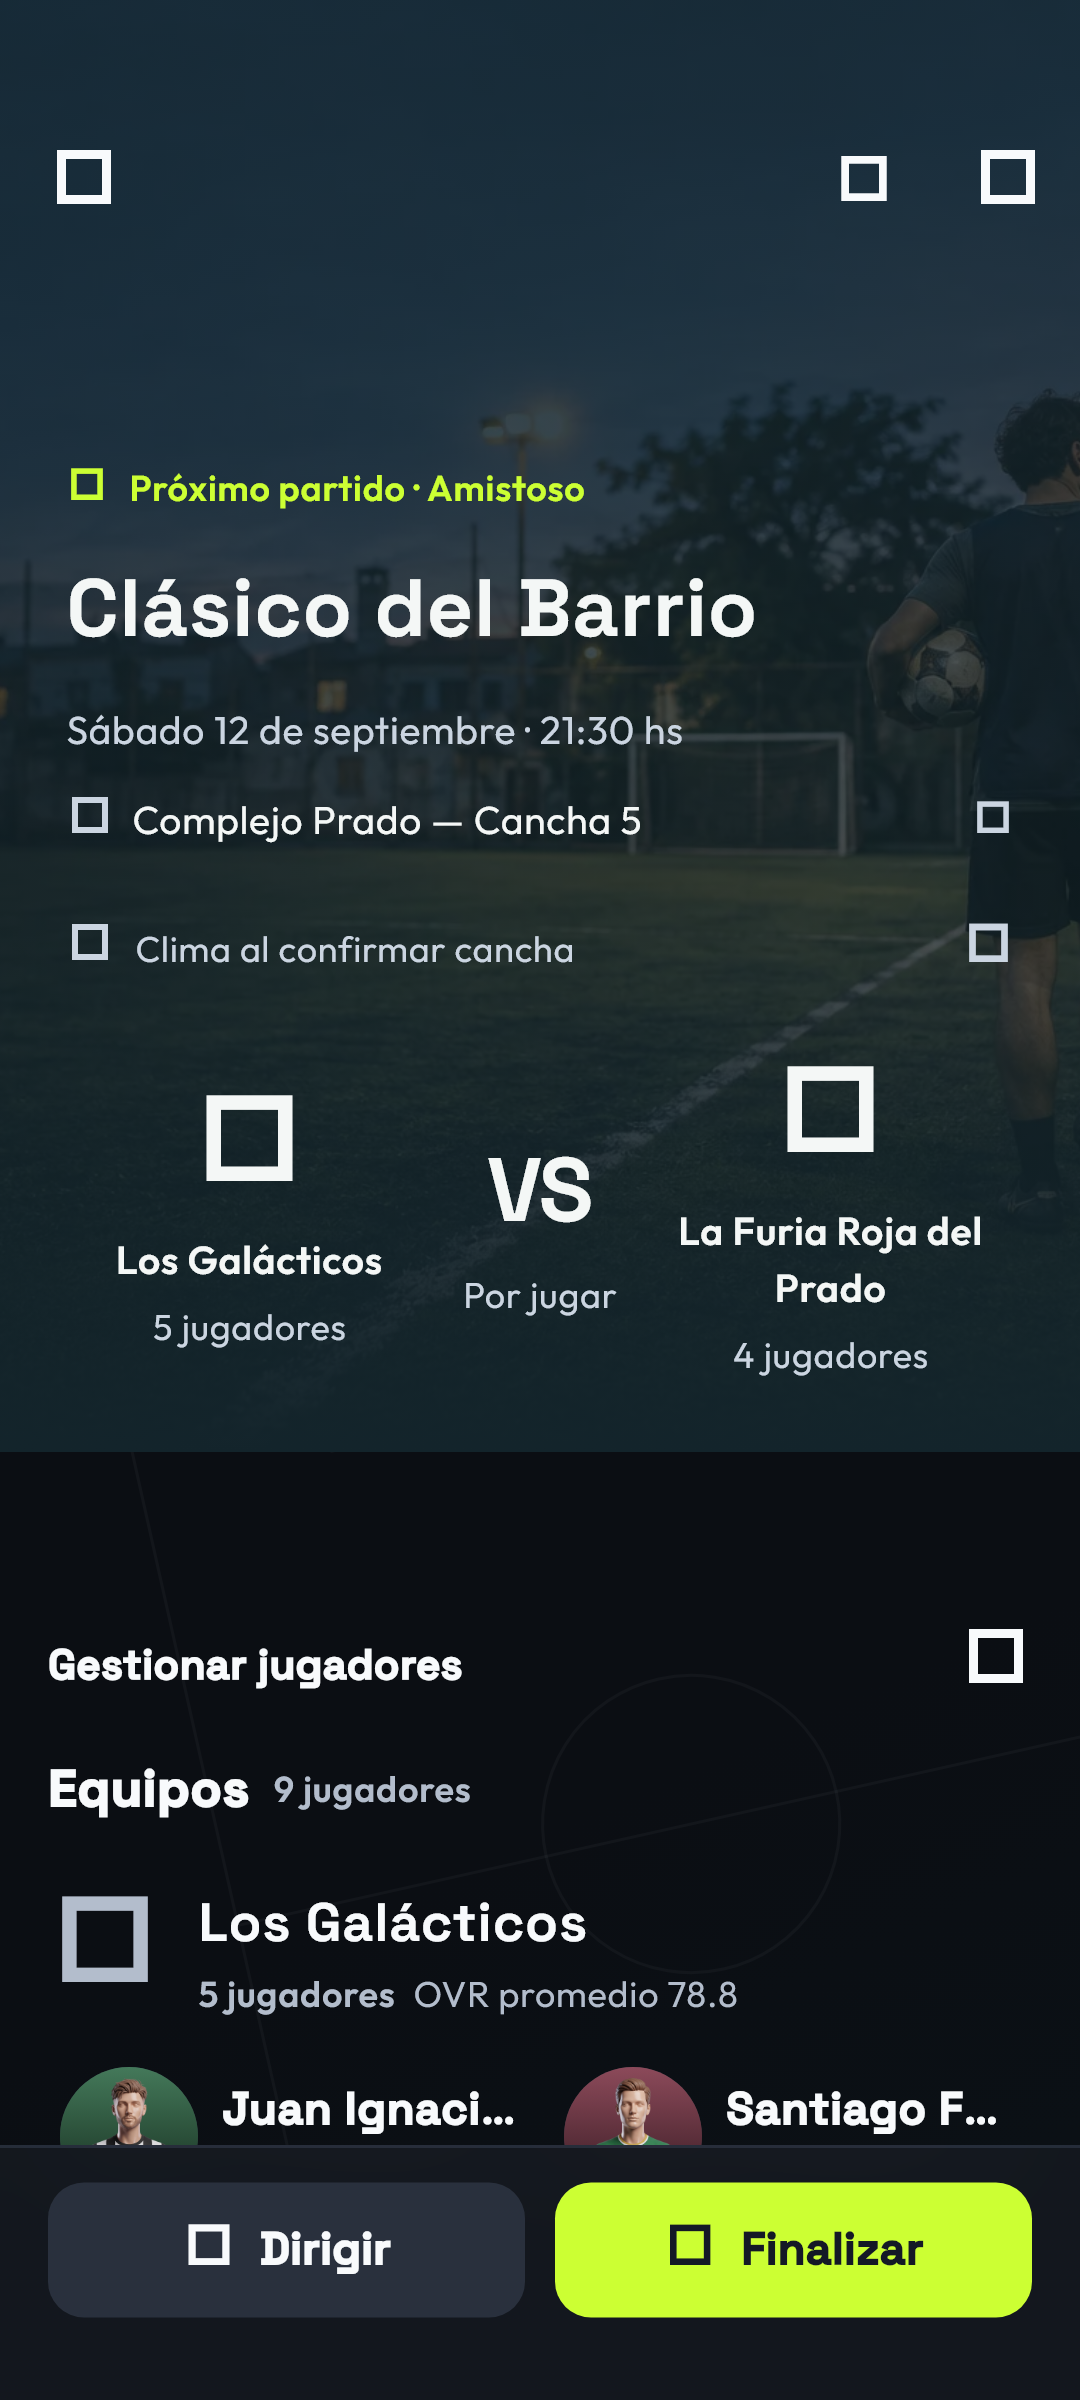 Próximo partido · Amistoso
Clásico del Barrio
Sábado 12 de septiembre · 21:30 hs
Complejo Prado — Cancha 5
Clima al confirmar cancha
Los Galácticos
5 jugadores
VS
Por jugar
La Furia Roja del
Prado
4 jugadores
Gestionar jugadores
Equipos 9 jugadores
Los Galácticos
5 jugadores OVR promedio 78.8
Juan Ignaci...
Santiago F...
Dirigir
Finalizar